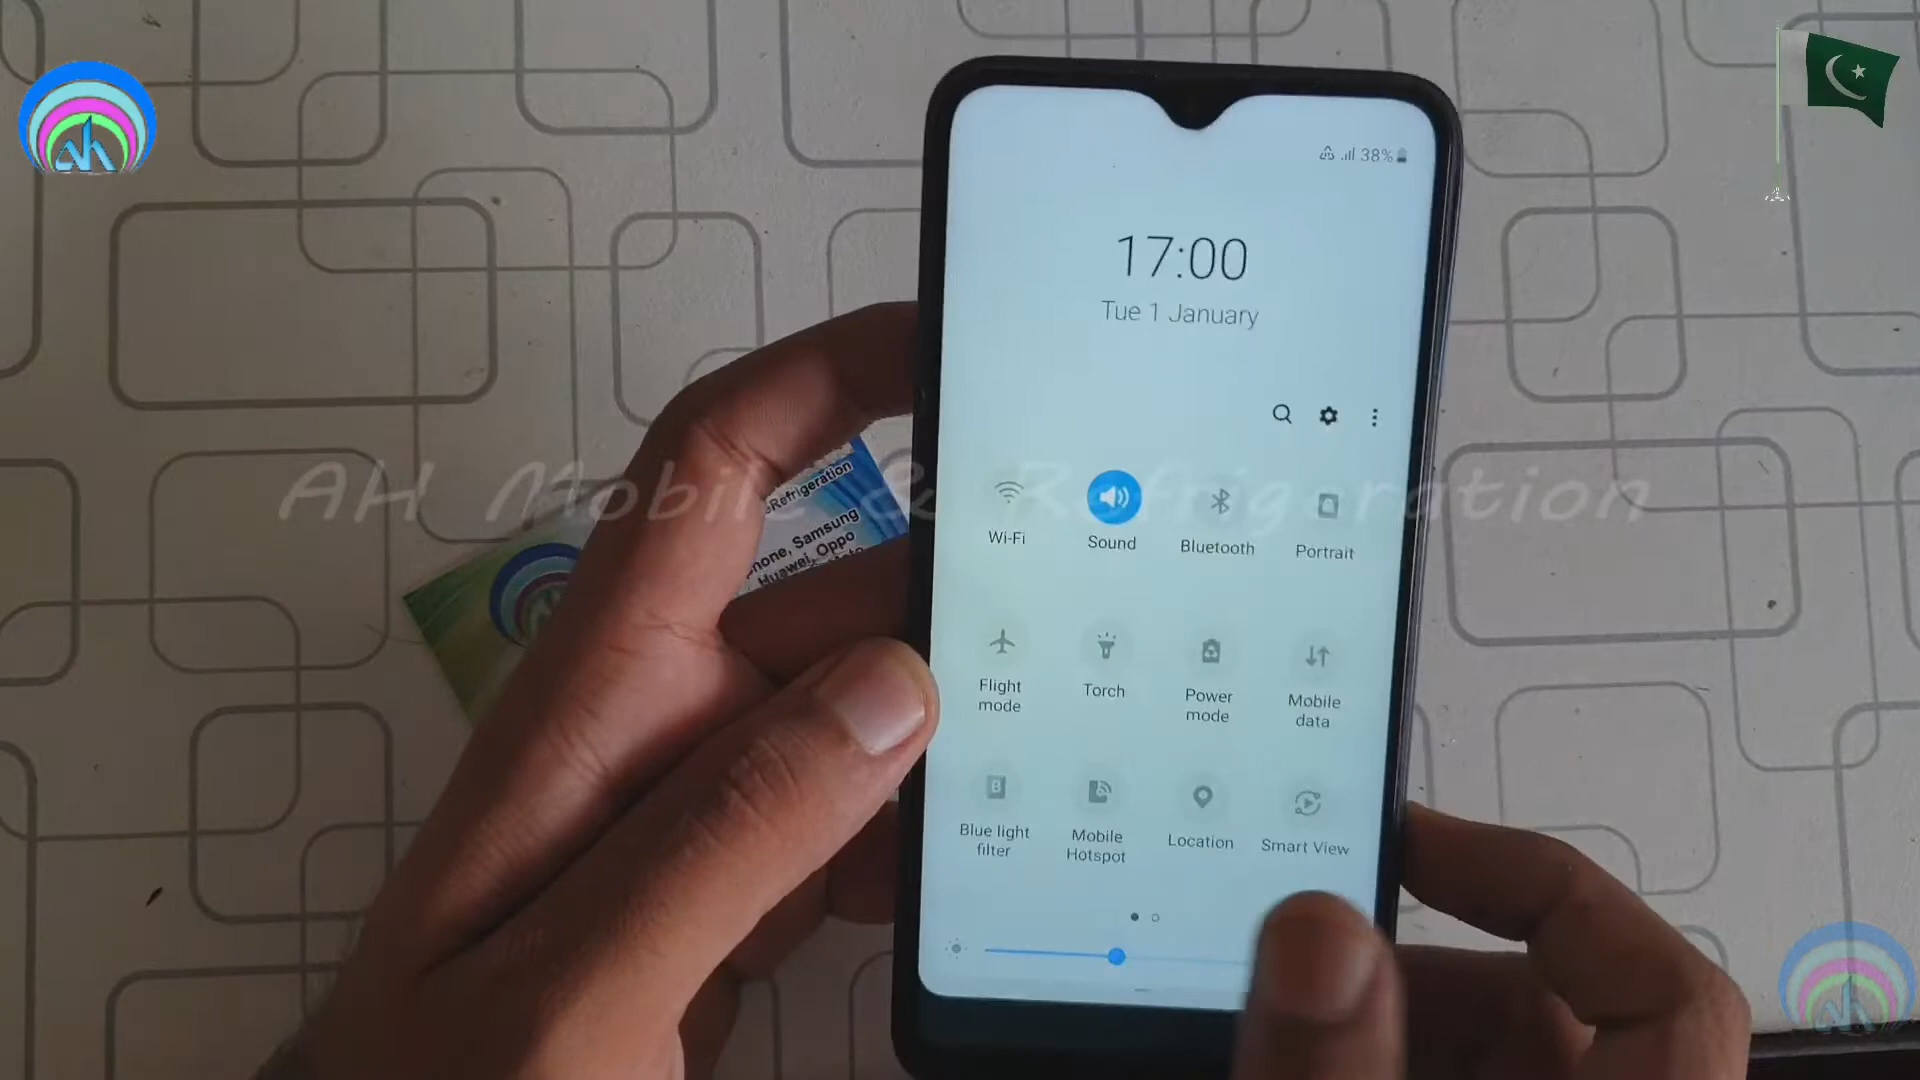 38%
17:00
Tue 1 January
AH Mobile & Refrigeration
Refrigeration
Samsung
Huawei, Oppo
Wi-Fi
Sound
Bluetooth
Portrait
Flight
mode
Torch
Power
mode
Mobile
data
Blue light
filter
Mobile
Hotspot
Location
Smart View